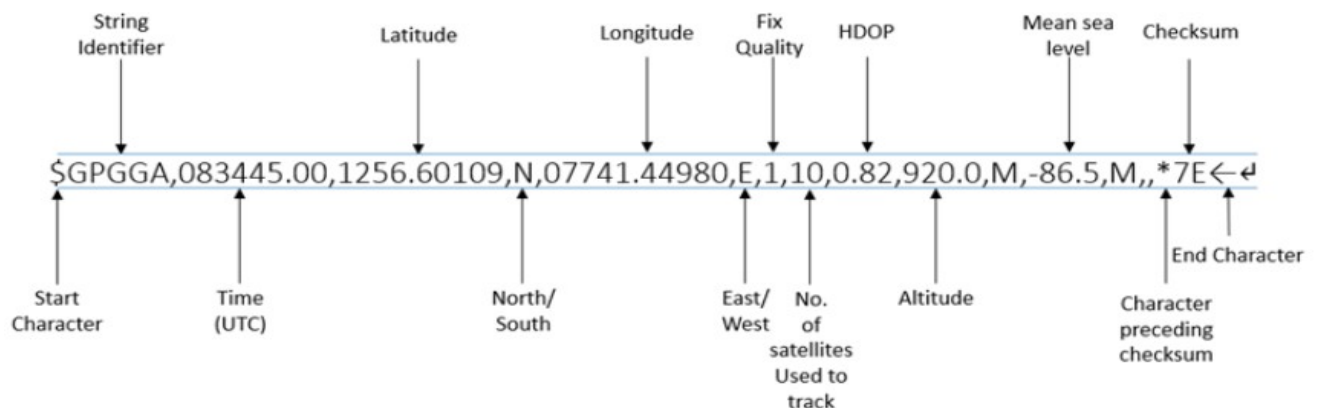 String
Identifier
Latitude
Longitude
Fix
Quality
HDOP
Mean sea
level
Checksum
$GPGGA,083445.00,1256.60109,N,07741.44980,E,1,10,0.82,920.0,M,-86.5,M,,*7E←↲
Start
Character
Time
(UTC)
North/
South
East/
West
No.
of
satellites
Used to
track
Altitude
Character
preceding
checksum
End Character